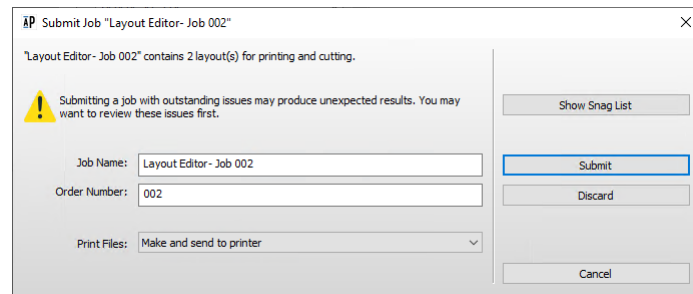 AP Submit Job "Layout Editor- Job 002"
"Layout Editor- Job 002" contains 2 layout(s) for printing and cutting.
Submitting a job with outstanding issues may produce unexpected results. You may
want to review these issues first.
Show Snag List
Job Name: Layout Editor- Job 002
Submit
Order Number: 002
Discard
Print Files: Make and send to printer
Cancel